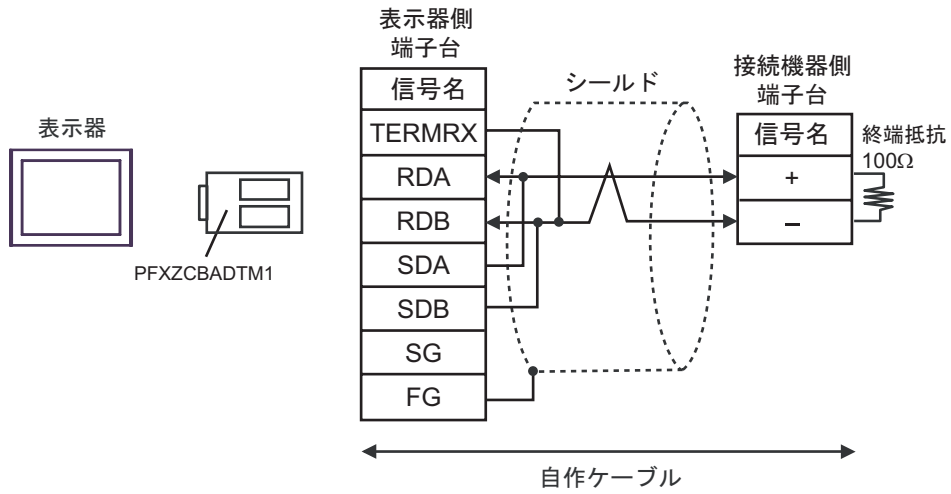 表示器
PFXZCBADTM1
表示器側
端子台
信号名
TERMRX
RDA
RDB
SDA
SDB
SG
FG
シールド
接続機器側
端子台
信号名
+
–
終端抵抗
100Ω
自作ケーブル